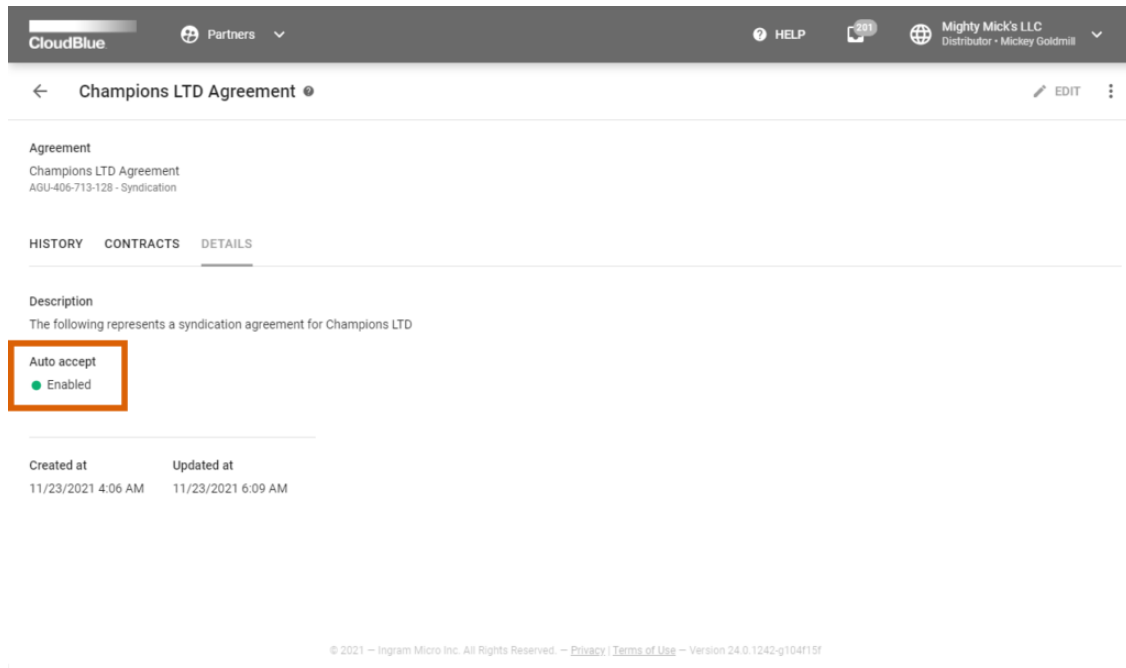 CloudBlue.
Partners
HELP
201
Mighty Mick's LLC
Distributor • Mickey Goldmill
Champions LTD Agreement
EDIT
Agreement
Champions LTD Agreement
AGU-406-713-128 - Syndication
HISTORY CONTRACTS DETAILS
Description
The following represents a syndication agreement for Champions LTD
Auto accept
Enabled
Created at Updated at
11/23/2021 4:06 AM 11/23/2021 6:09 AM
© 2021 – Ingram Micro Inc. All Rights Reserved. – Privacy | Terms of Use – Version 24.0.1242-g104f15f